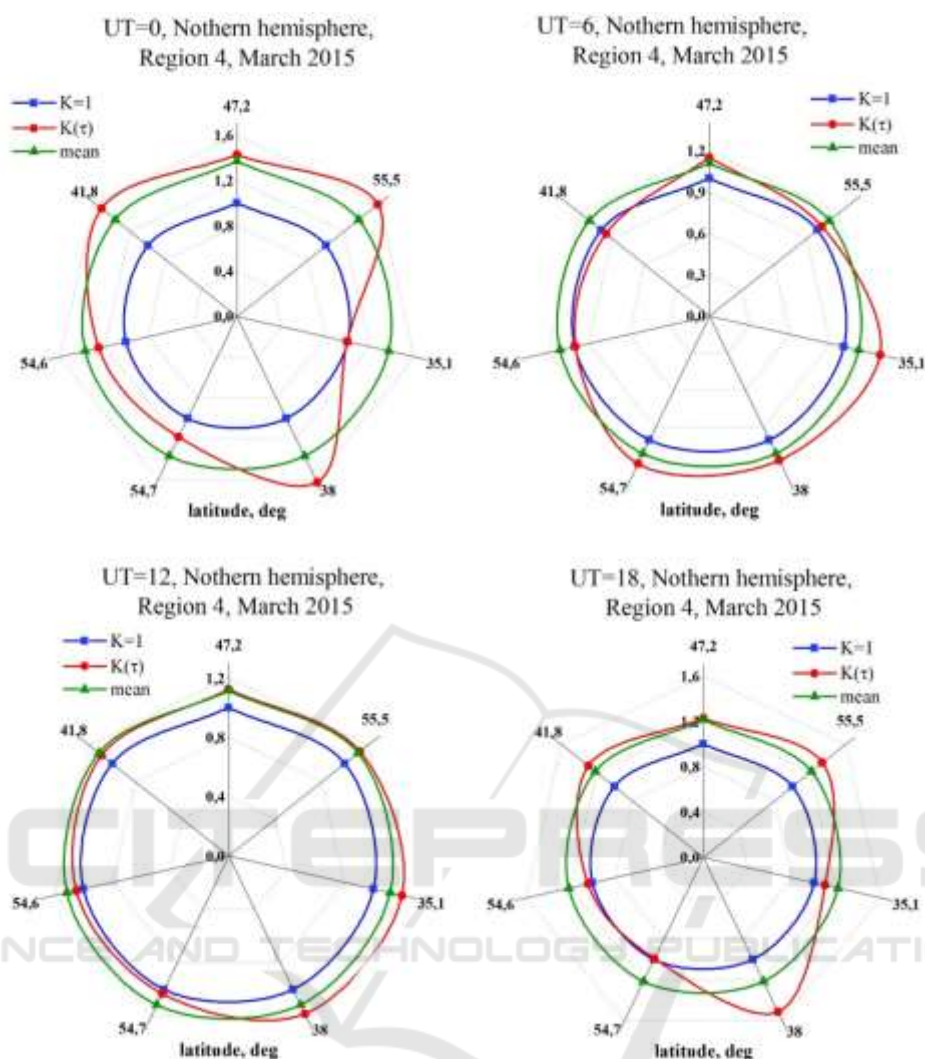 UT=0, Nothern hemisphere,
Region 4, March 2015
K=1
K(τ)
mean
47,2
1,6
1,2
0,8
0,4
0,0
55,5
35,1
38
54,7
54,6
41,8
latitude, deg
UT=6, Nothern hemisphere,
Region 4, March 2015
K=1
K(τ)
mean
47,2
1,2
0,9
0,6
0,3
0,0
55,5
35,1
38
54,7
54,6
41,8
latitude, deg
UT=12, Nothern hemisphere,
Region 4, March 2015
K=1
K(τ)
mean
47,2
1,2
0,8
0,4
0,0
55,5
35,1
38
54,7
54,6
41,8
latitude, deg
UT=18, Nothern hemisphere,
Region 4, March 2015
K=1
K(τ)
mean
47,2
1,6
1,2
0,8
0,4
0,0
55,5
35,1
38
54,7
54,6
41,8
latitude, deg
CITEPRESS
NCE AND TECHNOLOGY PUBLICATI